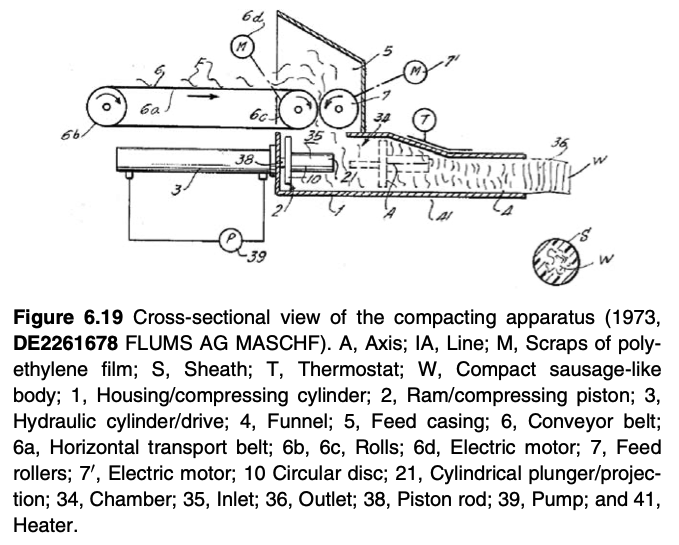 6d
M
5
M
7'
6
F
6a
7
6b
6c
34
T
35
36
38
10
21
W
3
2
1
A
41
4
P
39
S
W
Figure 6.19 Cross-sectional view of the compacting apparatus (1973,
DE2261678 FLUMS AG MASCHF). A, Axis; IA, Line; M, Scraps of poly-
ethylene film; S, Sheath; T, Thermostat; W, Compact sausage-like
body; 1, Housing/compressing cylinder; 2, Ram/compressing piston; 3,
Hydraulic cylinder/drive; 4, Funnel; 5, Feed casing; 6, Conveyor belt;
6a, Horizontal transport belt; 6b, 6c, Rolls; 6d, Electric motor; 7, Feed
rollers; 7′, Electric motor; 10 Circular disc; 21, Cylindrical plunger/projec-
tion; 34, Chamber; 35, Inlet; 36, Outlet; 38, Piston rod; 39, Pump; and 41,
Heater.